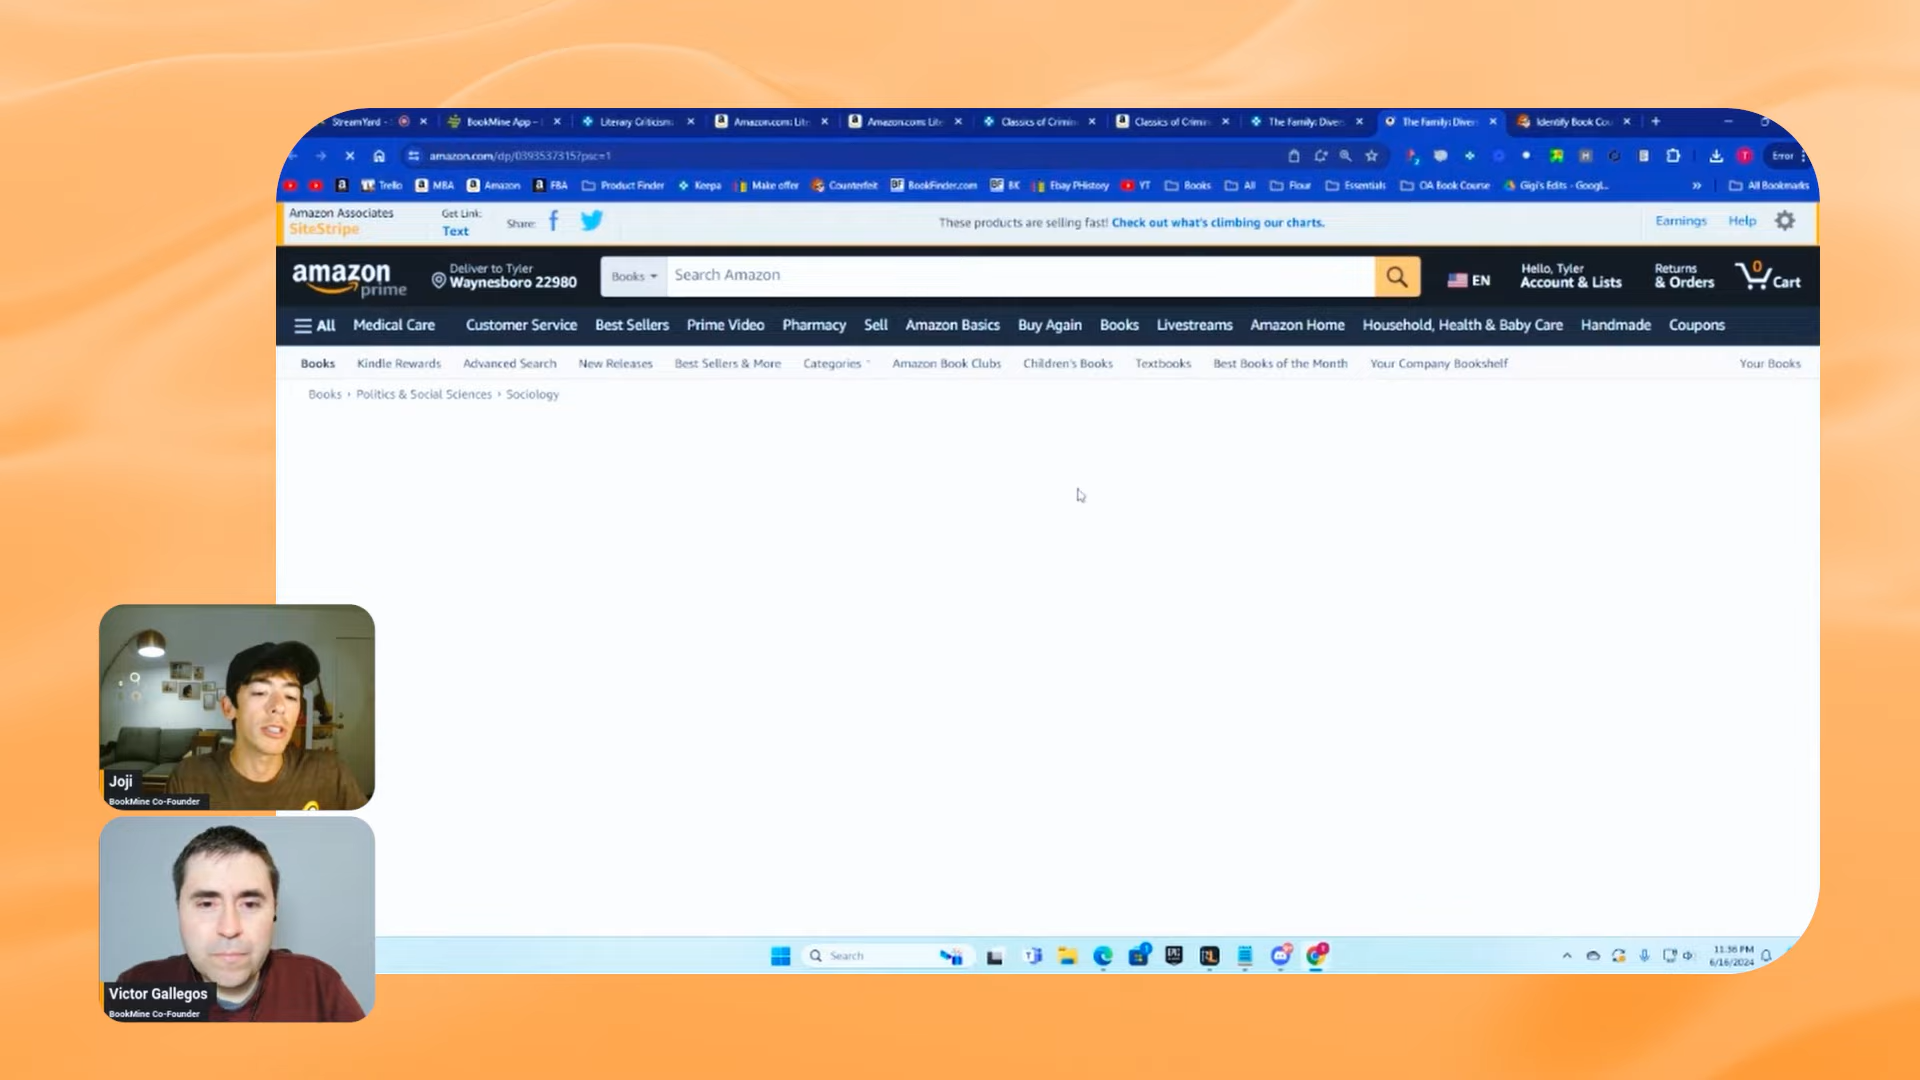 StreamYard -
BookMine App -
Literary Criticism:
Amazon.com: Lit
Amazon.com: Lit
Classics of Crimin
Classics of Crimin
The Family: Diver
The Family: Diver
Identify Book Cou
amazon.com/dp/0393537315?psc=1
Error
Trello
MBA
Amazon
FBA
Product Finder
Keepa
Make offer
Counterfeit
BookFinder.com
BK
Ebay PHistory
YT
Books
All
Flour
Essentials
OA Book Course
Gigi's Edits - Googl...
All Bookmarks
Amazon Associates
SiteStripe
Get Link:
Text
Share:
These products are selling fast! Check out what's climbing our charts.
Earnings
Help
amazon
prime
Deliver to Tyler
Waynesboro 22980
Books
Search Amazon
EN
Hello, Tyler
Account & Lists
Returns
& Orders
0
Cart
All
Medical Care
Customer Service
Best Sellers
Prime Video
Pharmacy
Sell
Amazon Basics
Buy Again
Books
Livestreams
Amazon Home
Household, Health & Baby Care
Handmade
Coupons
Books
Kindle Rewards
Advanced Search
New Releases
Best Sellers & More
Categories
Amazon Book Clubs
Children's Books
Textbooks
Best Books of the Month
Your Company Bookshelf
Your Books
Books › Politics & Social Sciences › Sociology
Joji
BookMine Co-Founder
Victor Gallegos
BookMine Co-Founder
Search
11:36 PM
6/16/2024